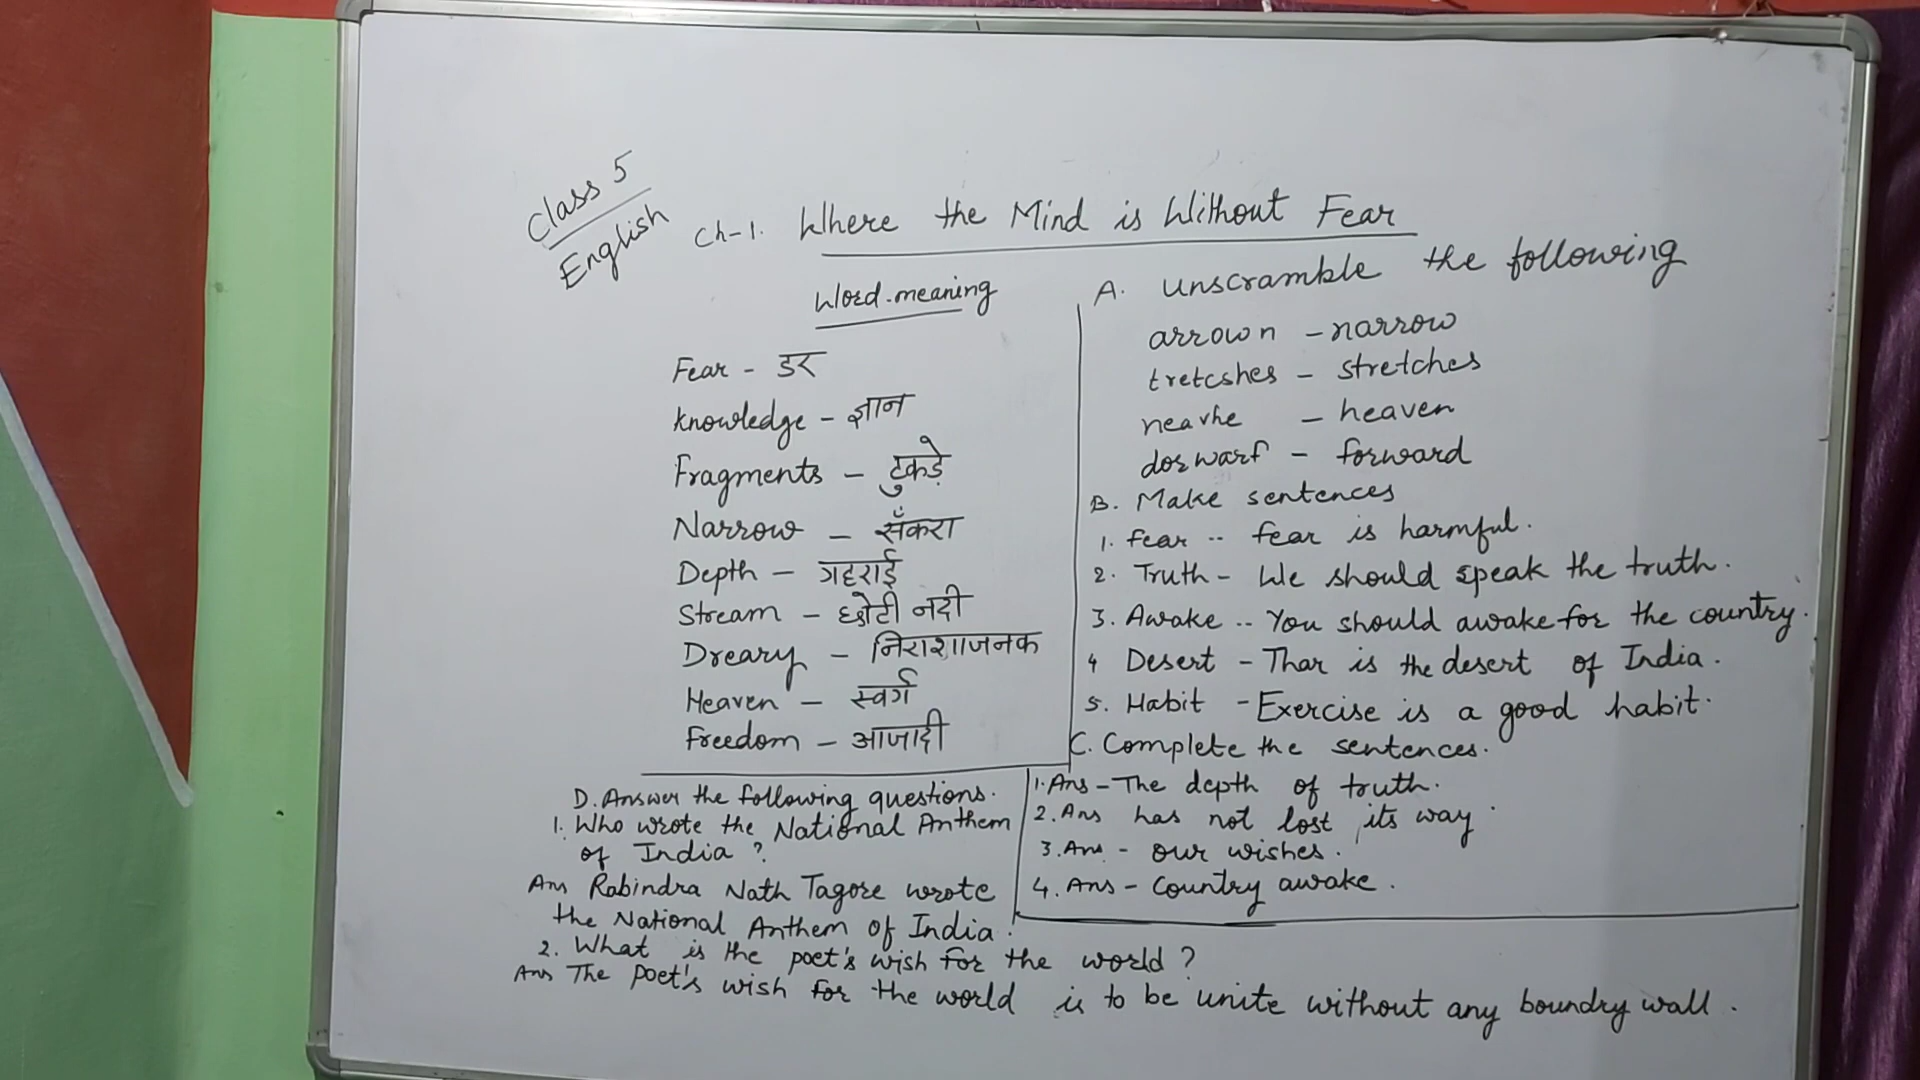 Class 5
English
Ch-1. Where the Mind is Without Fear
Word-meaning
Fear - डर
Knowledge - ज्ञान
Fragments - टुकड़े
Narrow - सँकरा
Depth - गहराई
Stream - छोटी नदी
Dreary - निराशाजनक
Heaven - स्वर्ग
Freedom - आजादी
A. Unscramble the following
arrown - narrow
tretcshes - stretches
neavhe - heaven
dorwarf - forward
B. Make sentences
1. Fear - fear is harmful.
2. Truth - We should speak the truth.
3. Awake - You should awake for the country.
4 Desert - Thar is the desert of India.
5. Habit - Exercise is a good habit.
C. Complete the sentences.
1. Ans - The depth of truth.
2. Ans has not lost its way
3. Ans - our wishes.
4. Ans - Country awake.
D. Answer the following questions.
1. Who wrote the National Anthem
of India?
Ans Rabindra Nath Tagore wrote
the National Anthem of India.
2. What is the poet's wish for the world?
Ans The Poet's wish for the world is to be unite without any boundry wall.